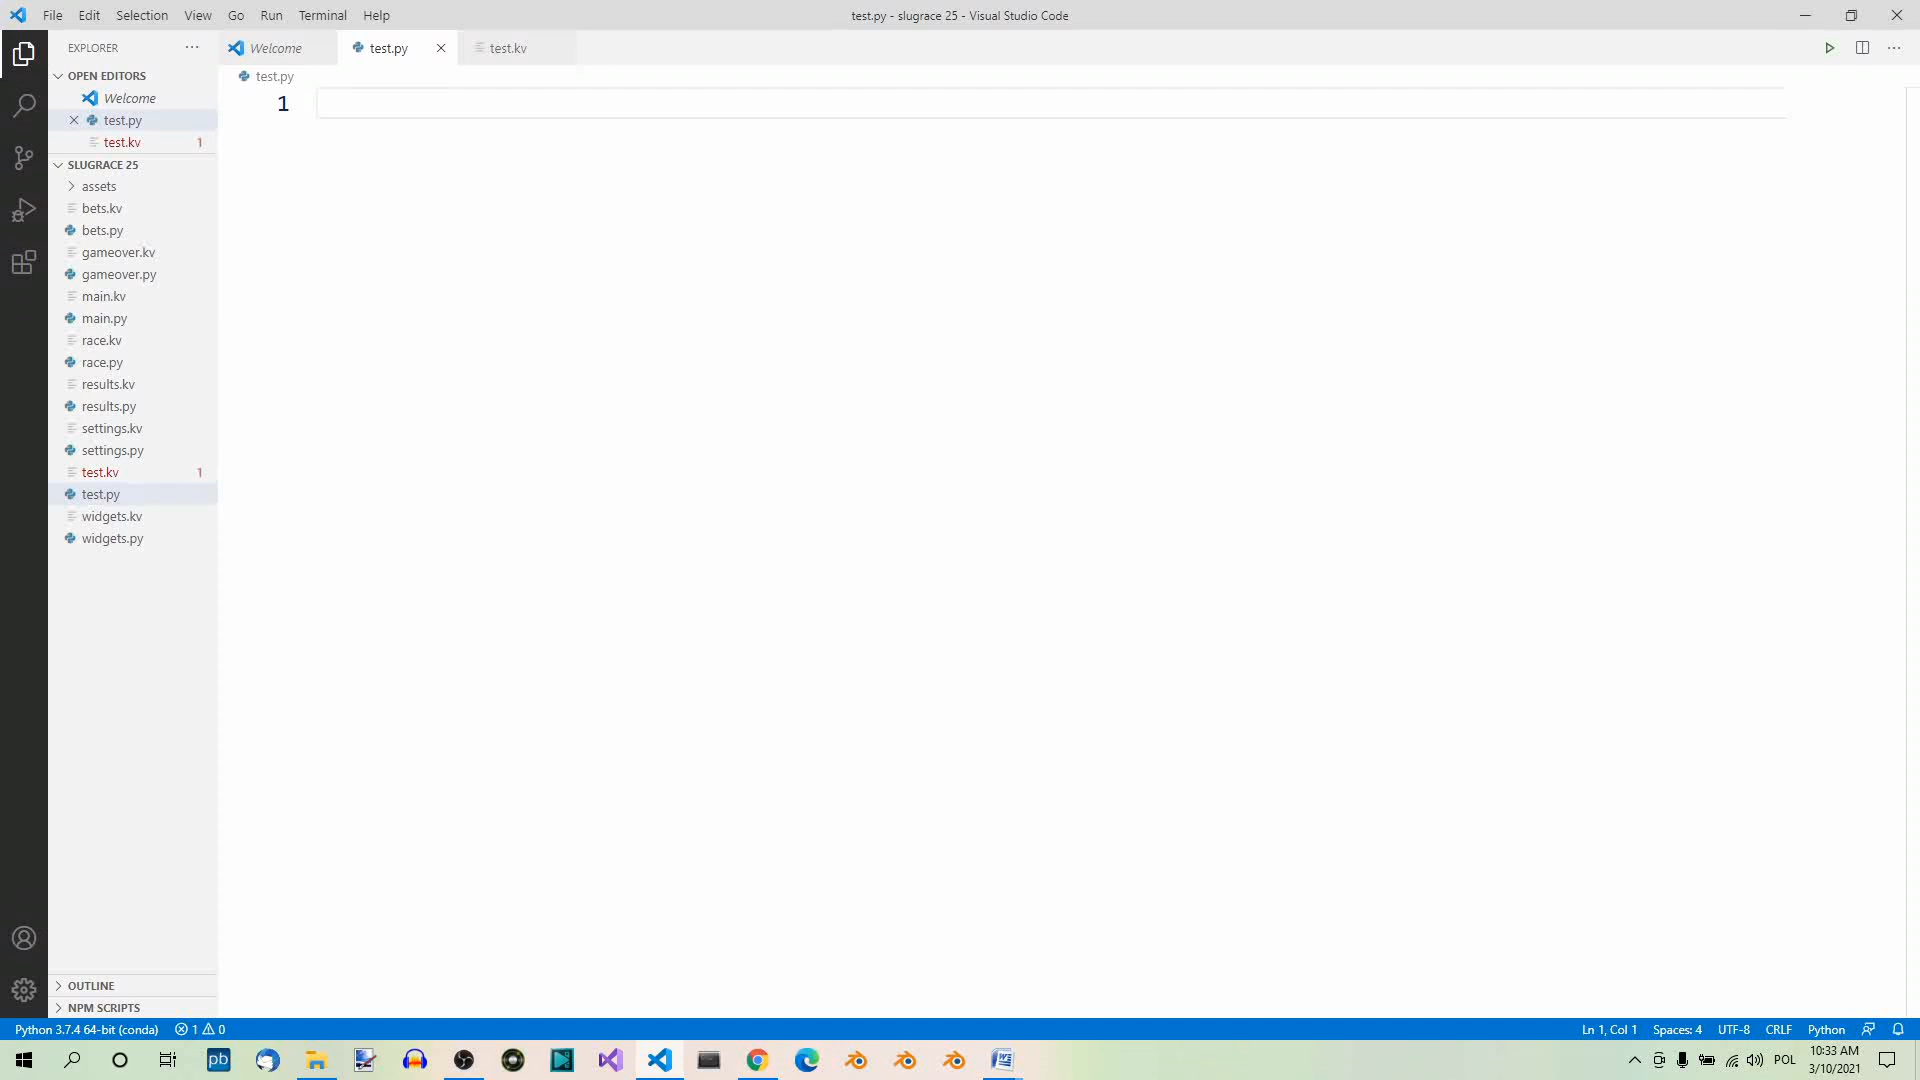 File Edit Selection View Go Run Terminal Help
test.py - slugrace 25 - Visual Studio Code
EXPLORER
Welcome
test.py
test.kv
OPEN EDITORS
Welcome
test.py
test.kv 1
SLUGRACE 25
assets
bets.kv
bets.py
gameover.kv
gameover.py
main.kv
main.py
race.kv
race.py
results.kv
results.py
settings.kv
settings.py
test.kv 1
test.py
widgets.kv
widgets.py
OUTLINE
NPM SCRIPTS
test.py
1
Python 3.7.4 64-bit (conda) 1 0
Ln 1, Col 1 Spaces: 4 UTF-8 CRLF Python
pb
POL
10:33 AM
3/10/2021